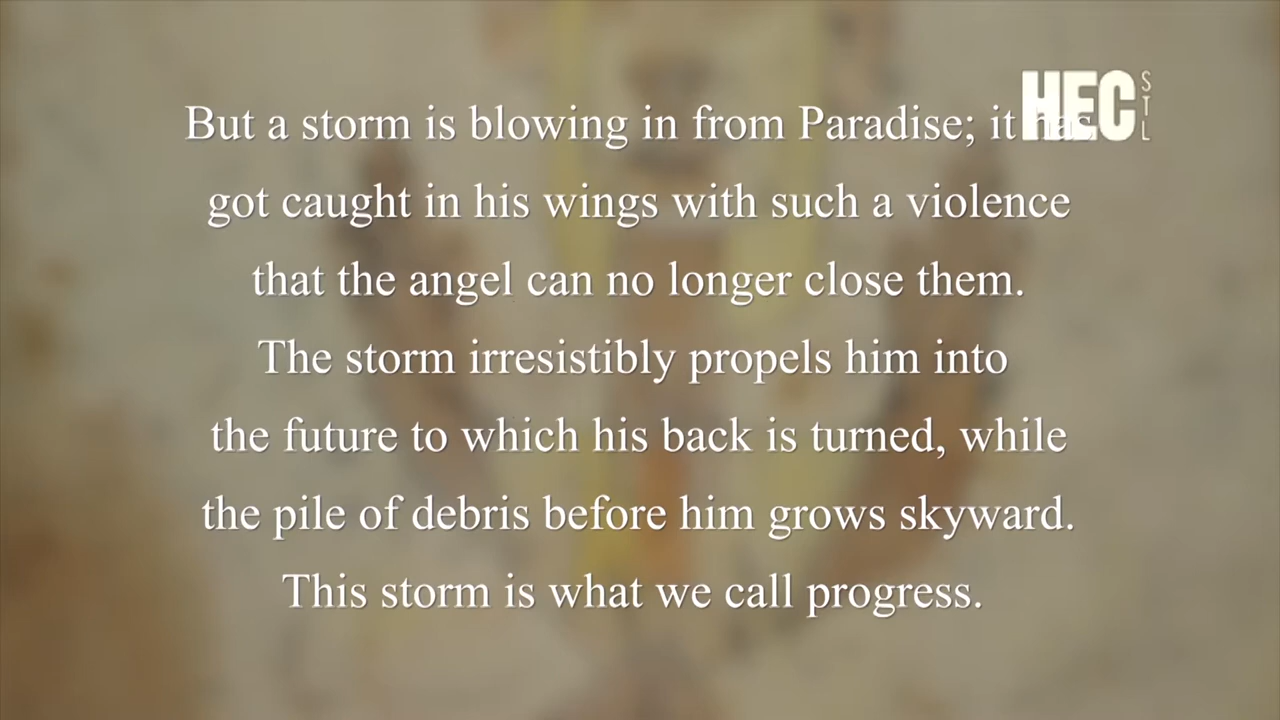 But a storm is blowing in from Paradise; it has
got caught in his wings with such a violence
that the angel can no longer close them.
The storm irresistibly propels him into
the future to which his back is turned, while
the pile of debris before him grows skyward.
This storm is what we call progress.
HEC STL